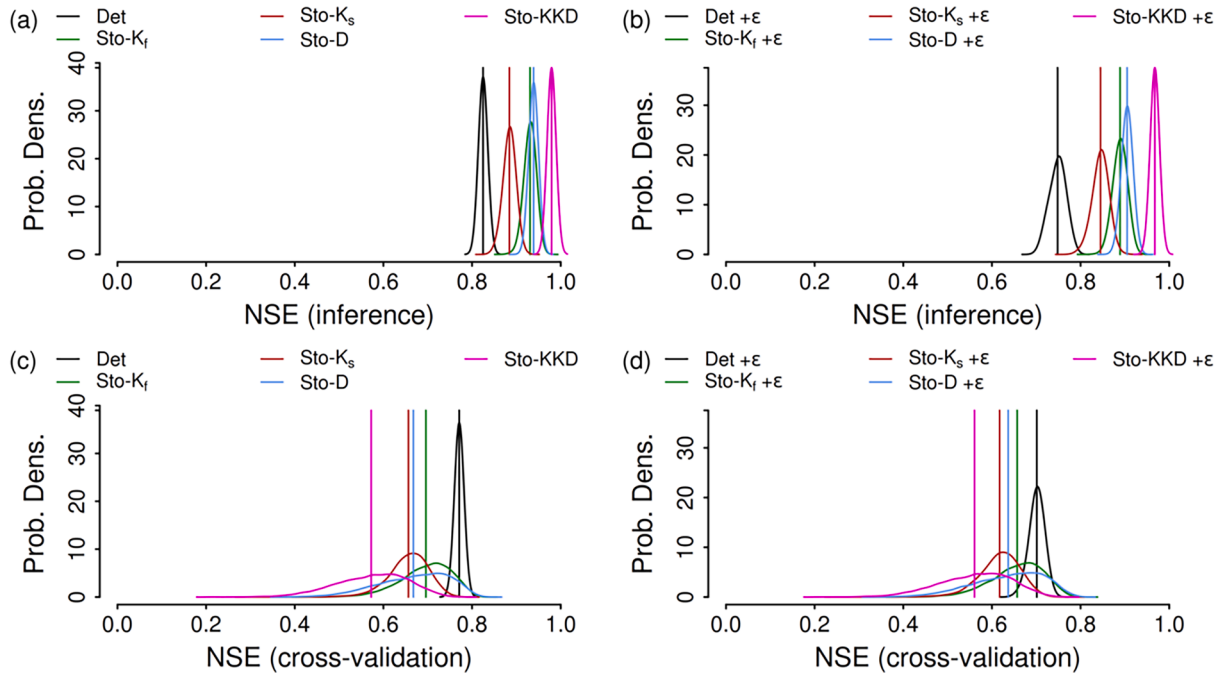 (a) Det Sto-Ks Sto-KKD
Sto-Kf Sto-D
Prob. Dens.
40
30
20
10
0
0.0 0.2 0.4 0.6 0.8 1.0
NSE (inference)
(b) Det +ε Sto-Ks +ε Sto-KKD +ε
Sto-Kf +ε Sto-D +ε
Prob. Dens.
30
20
10
0
0.0 0.2 0.4 0.6 0.8 1.0
NSE (inference)
(c) Det Sto-Ks Sto-KKD
Sto-Kf Sto-D
Prob. Dens.
40
30
20
10
0
0.0 0.2 0.4 0.6 0.8 1.0
NSE (cross-validation)
(d) Det +ε Sto-Ks +ε Sto-KKD +ε
Sto-Kf +ε Sto-D +ε
Prob. Dens.
30
20
10
0
0.0 0.2 0.4 0.6 0.8 1.0
NSE (cross-validation)